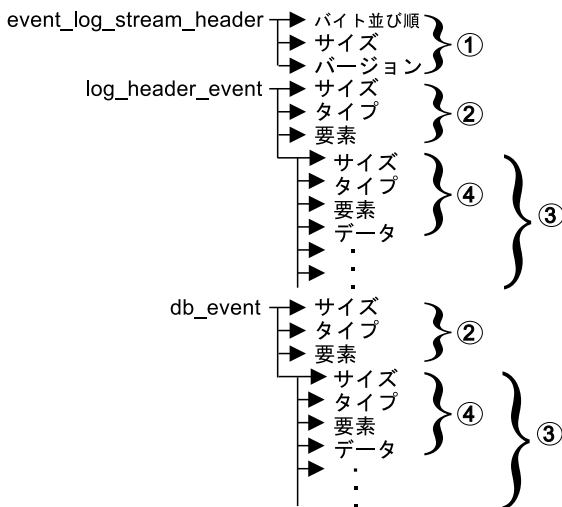 event_log_stream_header バイト並び順
サイズ ①
バージョン
log_header_event サイズ
タイプ ②
要素
サイズ
タイプ ④
要素 ③
データ
db_event サイズ
タイプ ②
要素
サイズ
タイプ ④
要素 ③
データ